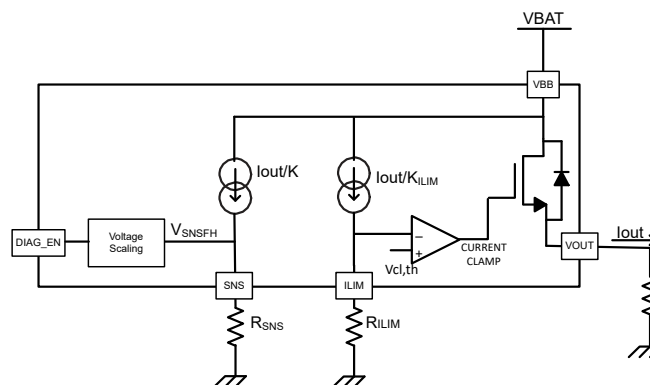 VBAT
VBB
Iout/K
Iout/KILIM
DIAG_EN
Voltage
Scaling
VSNSFH
Vcl,th
CURRENT
CLAMP
VOUT
Iout
SNS
ILIM
RSNS
RILIM